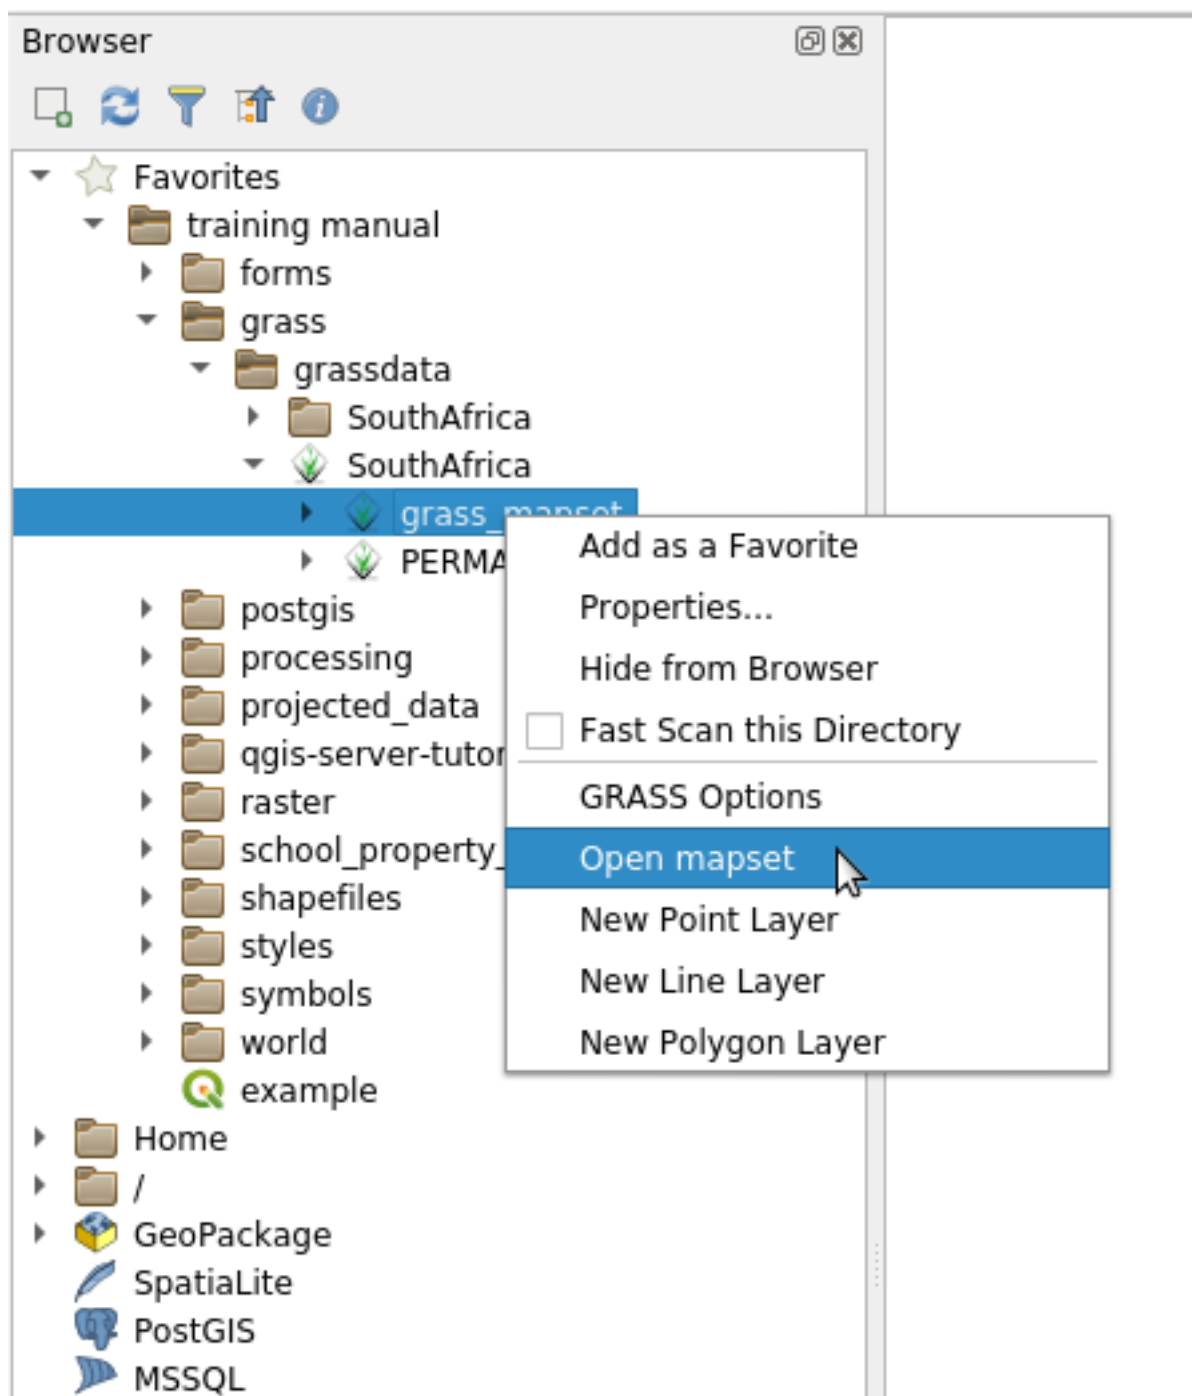 Browser
Favorites
training manual
forms
grass
grassdata
SouthAfrica
SouthAfrica
grass_mapset
PERMA
postgis
processing
projected_data
qgis-server-tutor
raster
school_property_
shapefiles
styles
symbols
world
example
Home
/
GeoPackage
SpatiaLite
PostGIS
MSSQL
Add as a Favorite
Properties...
Hide from Browser
Fast Scan this Directory
GRASS Options
Open mapset
New Point Layer
New Line Layer
New Polygon Layer